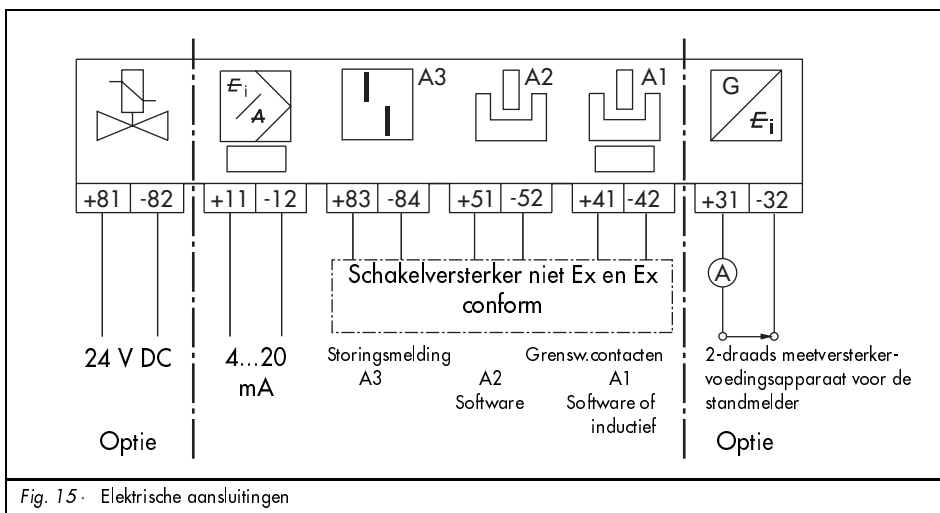 A3 A2 A1 G
E i / A
E i
+81 -82 +11 -12 +83 -84 +51 -52 +41 -42 +31 -32
A
Schakelversterker niet Ex en Ex
conform
24 V DC
4...20
mA
Storingsmelding
A3
A2
Software
Grensw.contacten
A1
Software of
inductief
2-draads meetversterker-
voedingsapparaat voor de
standmelder
Optie
Optie
Fig. 15 · Elektrische aansluitingen